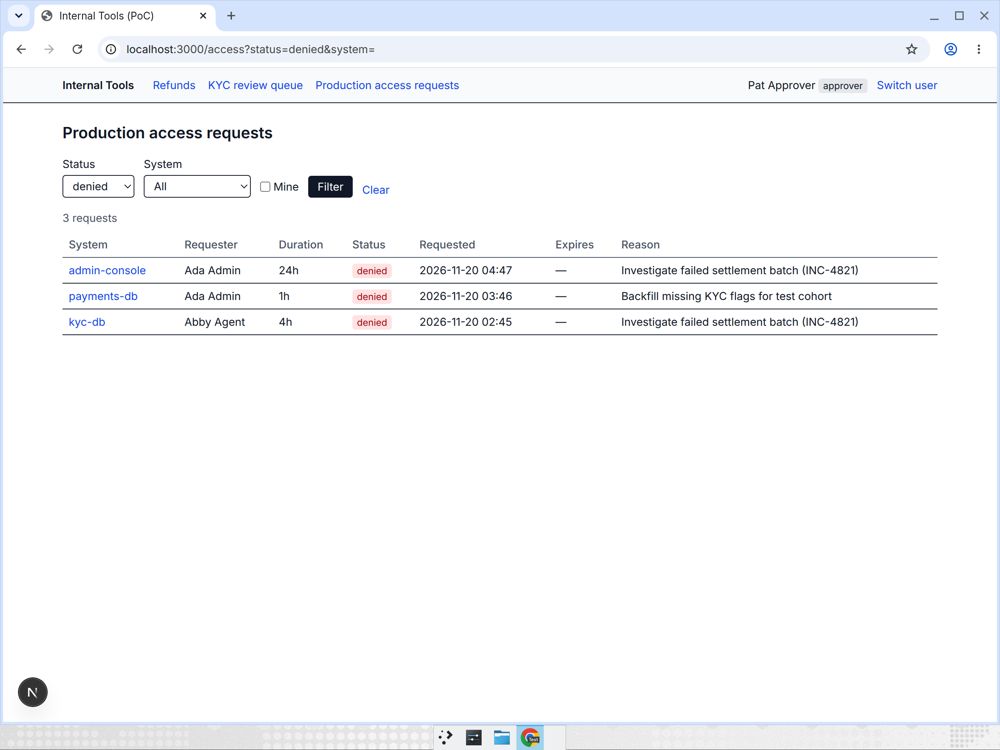 Internal Tools (PoC)
localhost:3000/access?status=denied&system=
Internal Tools Refunds KYC review queue Production access requests Pat Approver approver Switch user
Production access requests
Status System
denied All Mine Filter Clear
3 requests
System Requester Duration Status Requested Expires Reason
admin-console Ada Admin 24h denied 2026-11-20 04:47 — Investigate failed settlement batch (INC-4821)
payments-db Ada Admin 1h denied 2026-11-20 03:46 — Backfill missing KYC flags for test cohort
kyc-db Abby Agent 4h denied 2026-11-20 02:45 — Investigate failed settlement batch (INC-4821)
N